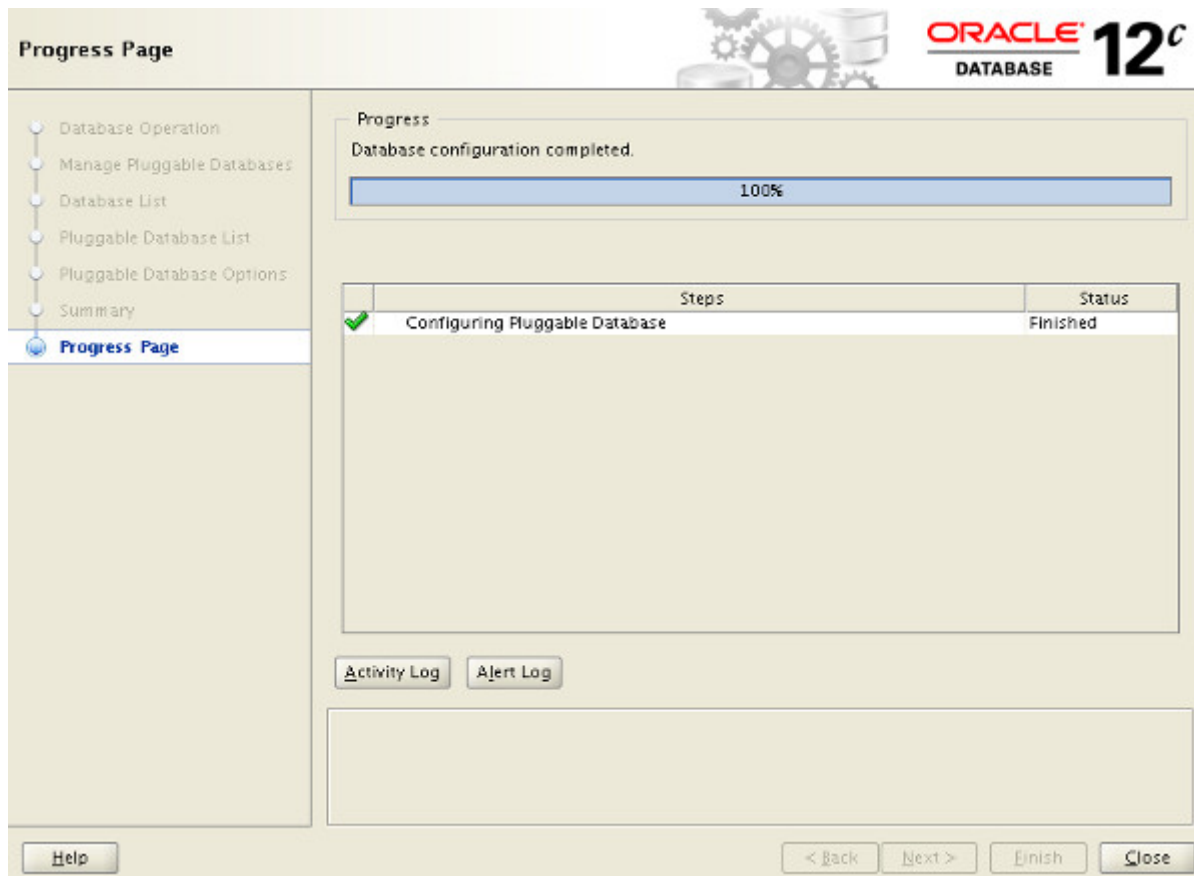 Progress Page
ORACLE
DATABASE
12c
Database Operation
Manage Pluggable Databases
Database List
Pluggable Database List
Pluggable Database Options
Summary
Progress Page
Progress
Database configuration completed.
100%
Steps Status
Configuring Pluggable Database Finished
Activity Log Alert Log
Help < Back Next > Finish Close